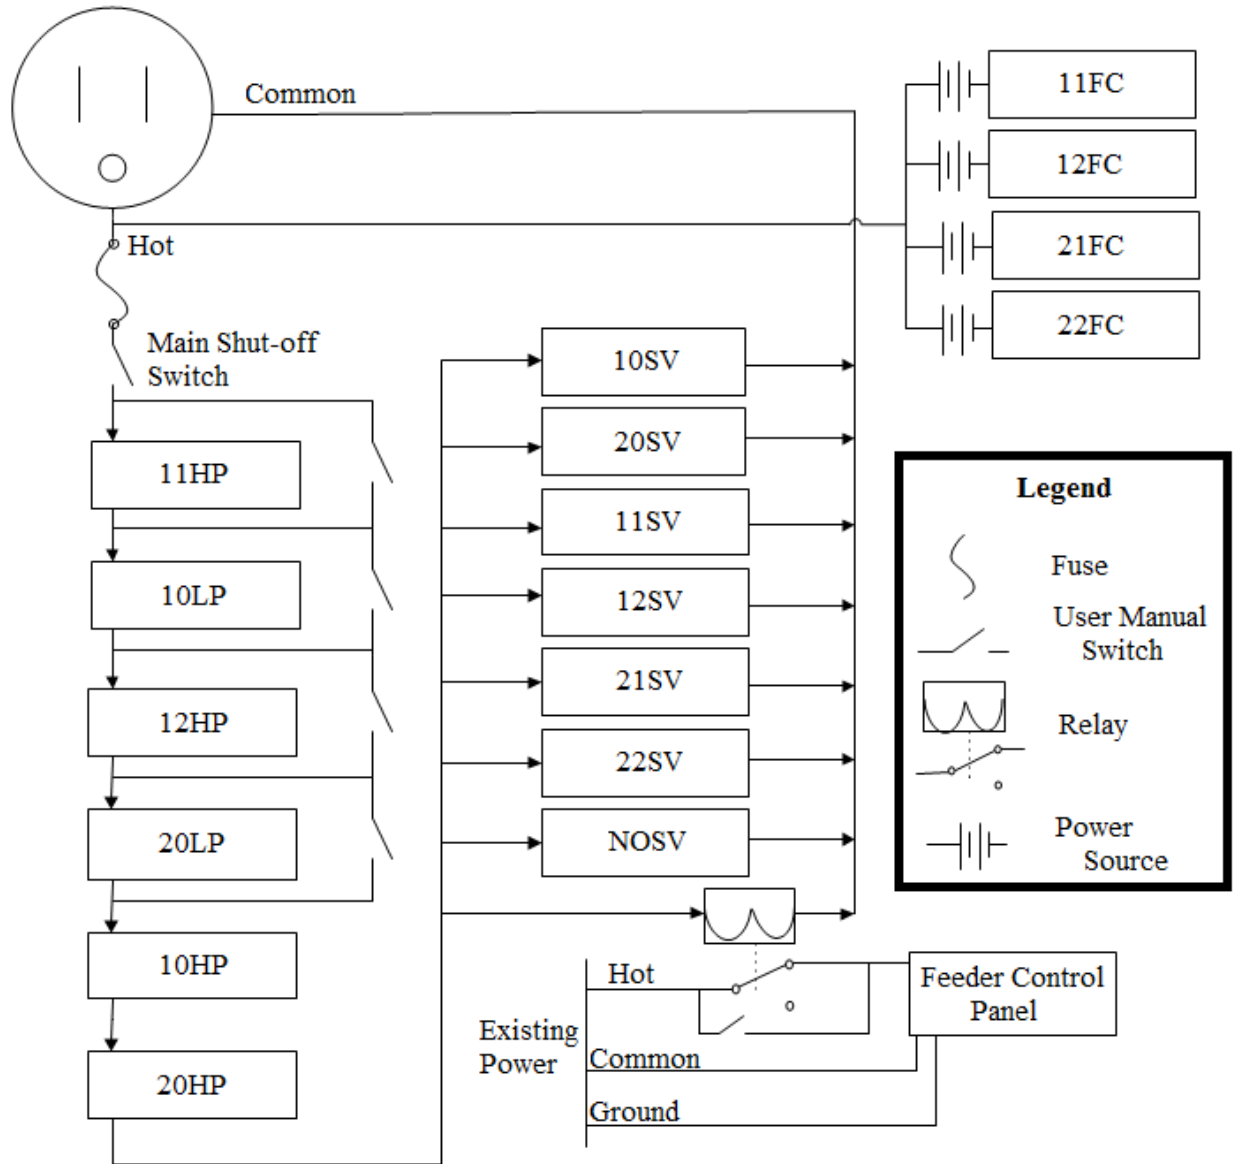 Common
Hot
Main Shut-off
Switch
11HP
10LP
12HP
20LP
10HP
20HP
10SV
20SV
11SV
12SV
21SV
22SV
NOSV
11FC
12FC
21FC
22FC
Legend
Fuse
User Manual
Switch
Relay
Power
Source
Existing
Power
Hot
Common
Ground
Feeder Control
Panel